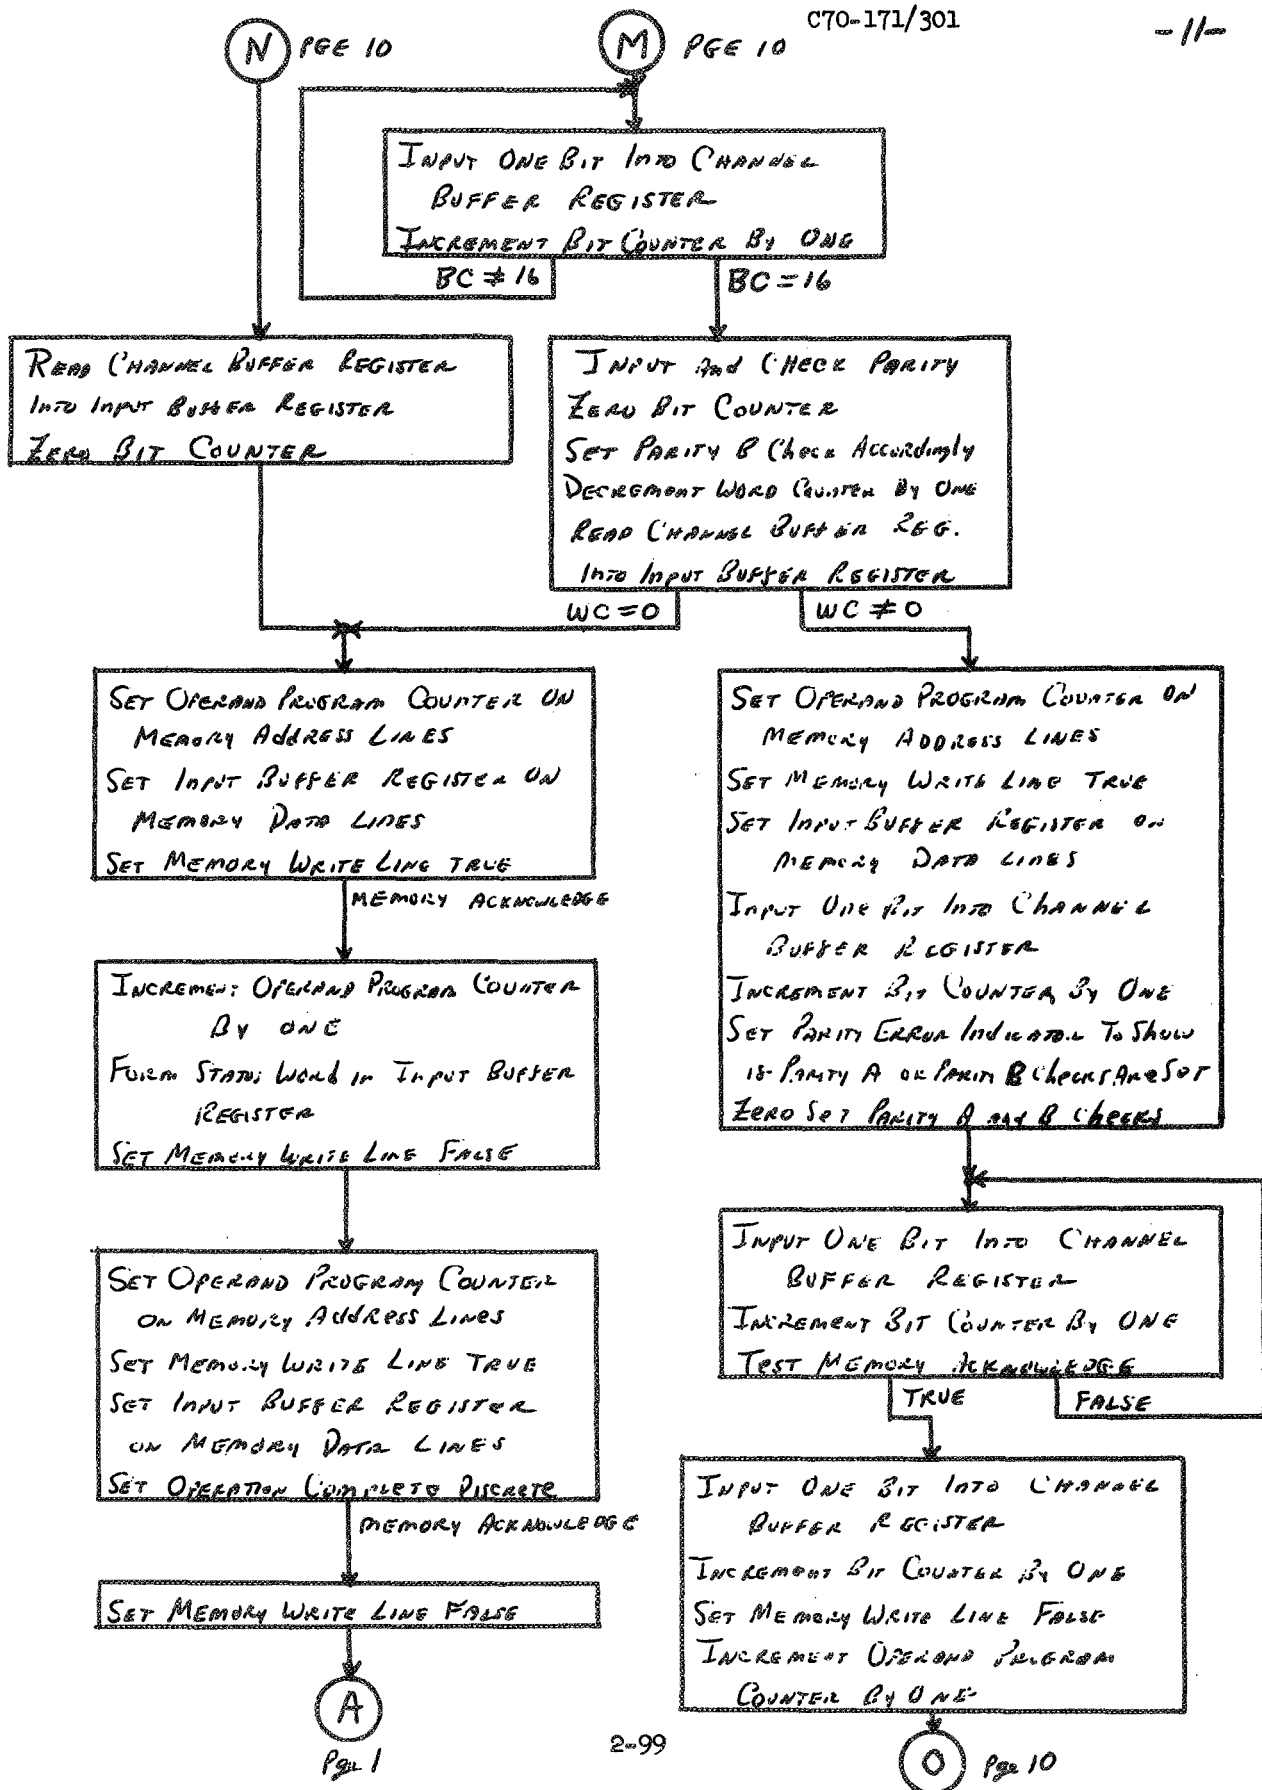 C70-171/301
-11-
N PGE 10
M PGE 10
INPUT ONE BIT INTO CHANNEL
BUFFER REGISTER
INCREMENT BIT COUNTER BY ONE
BC ≠ 16
BC = 16
READ CHANNEL BUFFER REGISTER
INTO INPUT BUFFER REGISTER
ZERO BIT COUNTER
INPUT And CHECK PARITY
ZERO BIT COUNTER
SET PARITY B Check Accordingly
DECREMENT WORD COUNTER BY ONE
READ CHANNEL BUFFER REG.
INTO INPUT BUFFER REGISTER
WC = 0
WC ≠ 0
SET OPERAND PROGRAM COUNTER ON
MEMORY ADDRESS LINES
SET INPUT BUFFER REGISTER ON
MEMORY DATA LINES
SET MEMORY WRITE LINE TRUE
MEMORY ACKNOWLEDGE
INCREMENT OPERAND PROGRAM COUNTER
BY ONE
FORM STATUS WORD IN INPUT BUFFER
REGISTER
SET MEMORY WRITE LINE FALSE
SET OPERAND PROGRAM COUNTER
ON MEMORY ADDRESS LINES
SET MEMORY WRITE LINE TRUE
SET INPUT BUFFER REGISTER
ON MEMORY DATA LINES
SET OPERATION COMPLETE DISCRETE
MEMORY ACKNOWLEDGE
SET MEMORY WRITE LINE FALSE
A
Pge 1
SET OPERAND PROGRAM COUNTER ON
MEMORY ADDRESS LINES
SET MEMORY WRITE LINE TRUE
SET INPUT BUFFER REGISTER ON
MEMORY DATA LINES
INPUT ONE BIT INTO CHANNEL
BUFFER REGISTER
INCREMENT BIT COUNTER BY ONE
SET PARITY ERROR INDICATOR TO SHOW
IF PARITY A OR PARITY B Checks Are SET
ZERO SET PARITY A and B Checks
INPUT ONE BIT INTO CHANNEL
BUFFER REGISTER
INCREMENT BIT COUNTER BY ONE
TEST MEMORY ACKNOWLEDGE
TRUE
FALSE
INPUT ONE BIT INTO CHANNEL
BUFFER REGISTER
INCREMENT BIT COUNTER BY ONE
SET MEMORY WRITE LINE FALSE
INCREMENT OPERAND PROGRAM
COUNTER BY ONE
O Pge 10
2-99